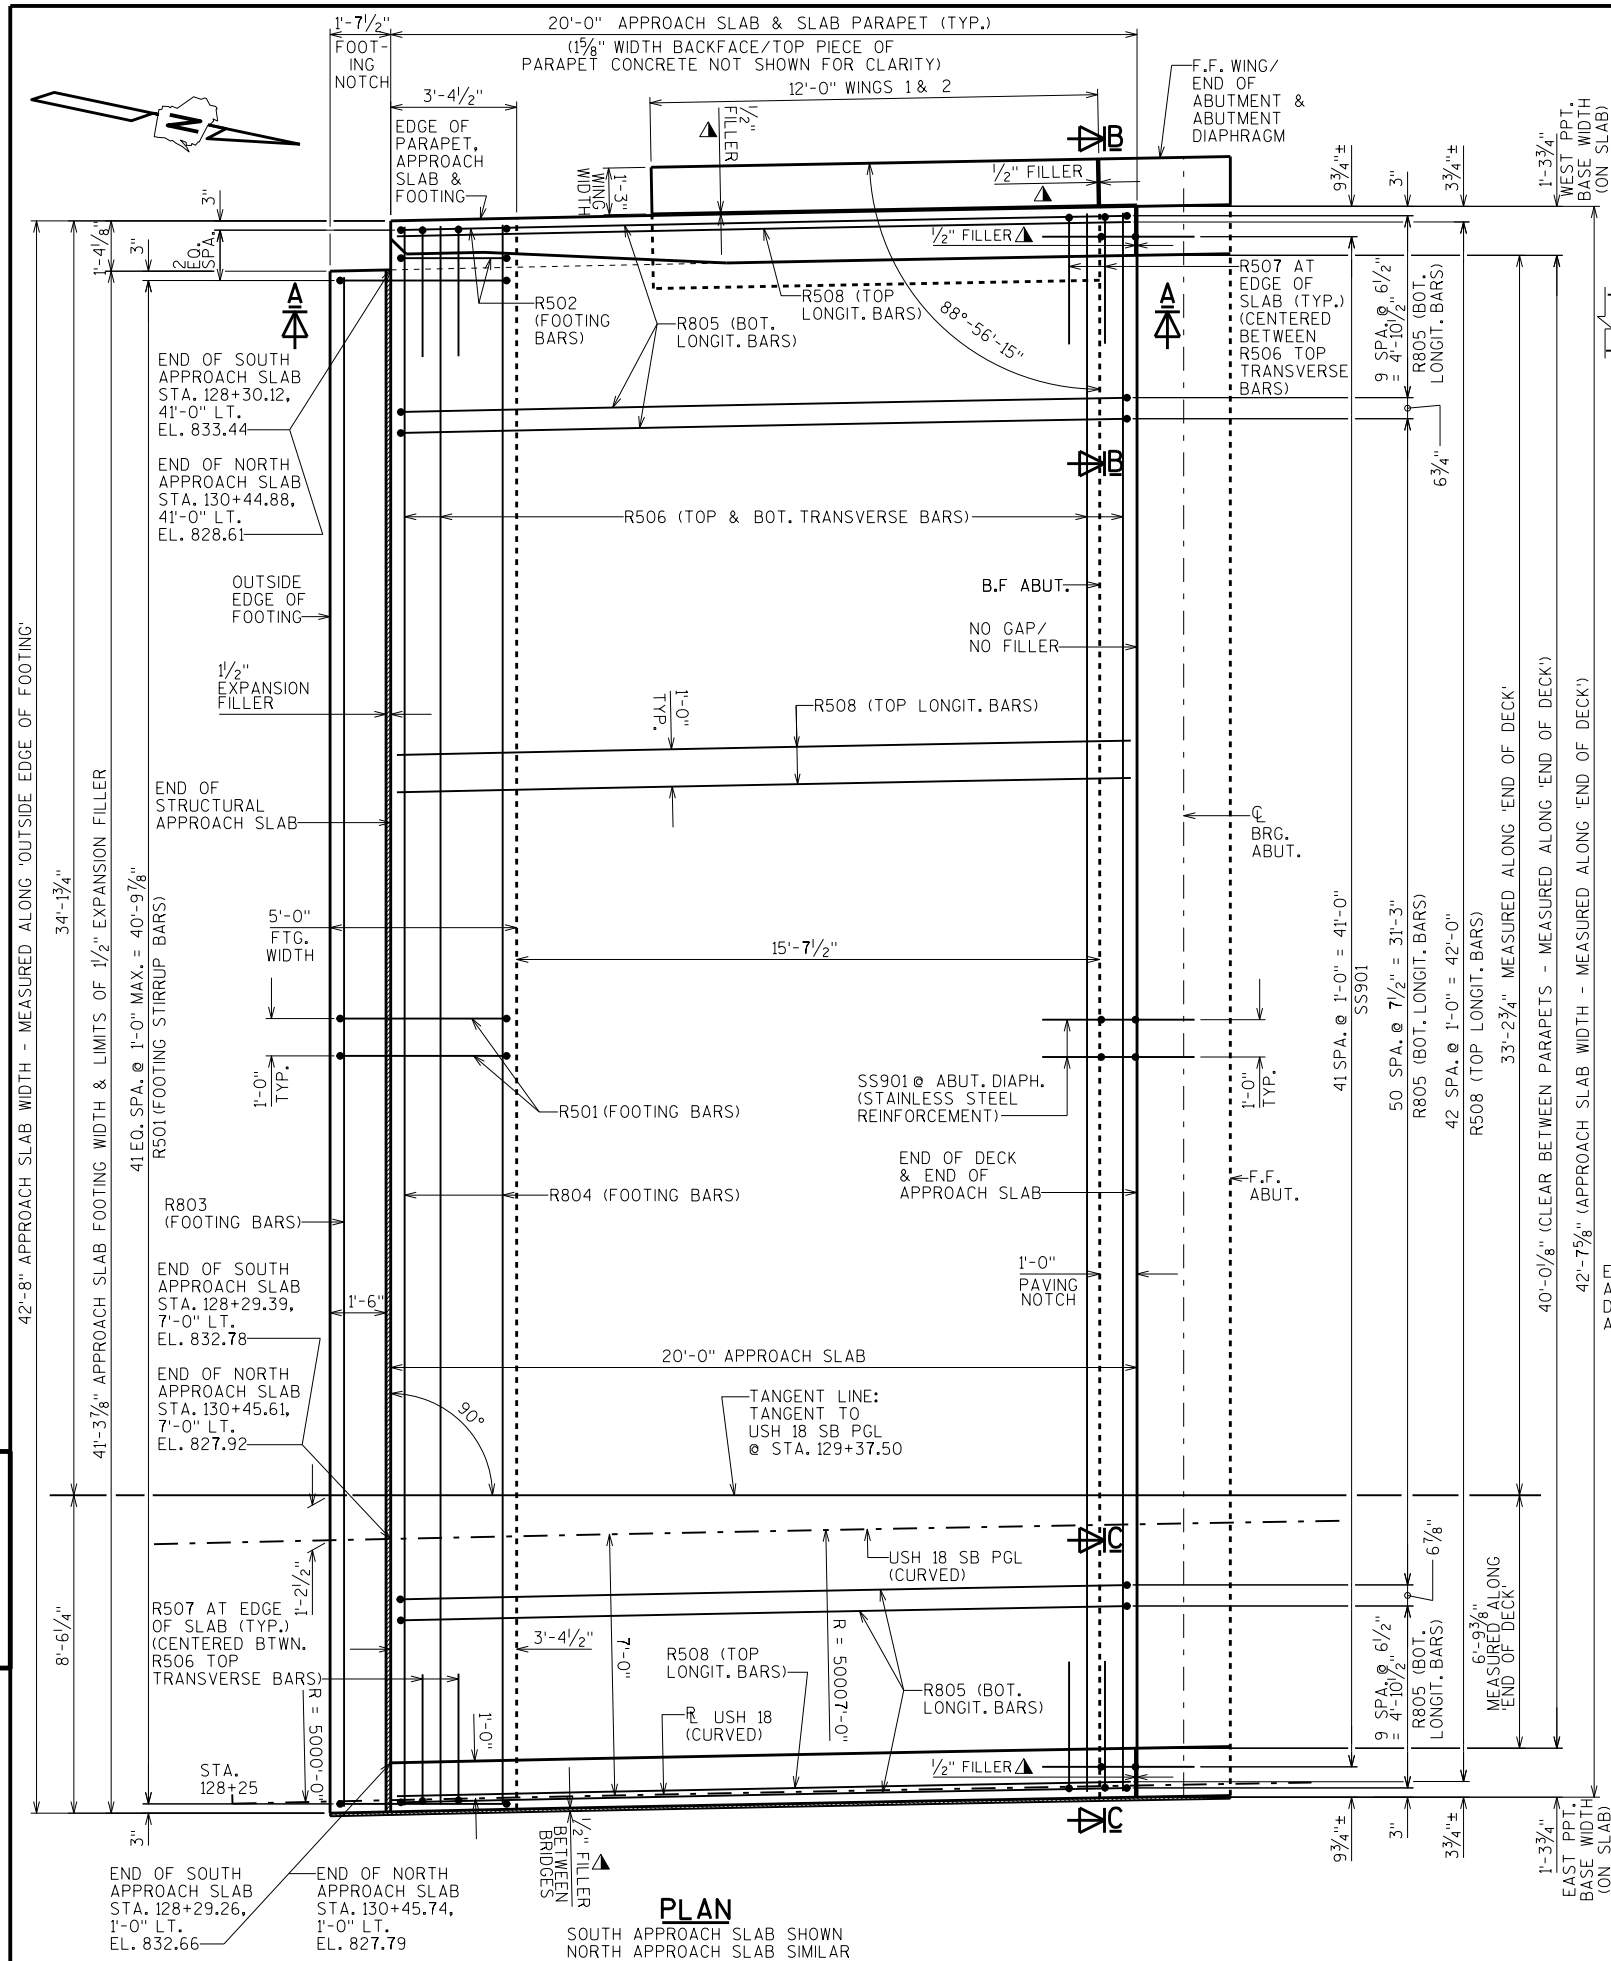 1'-7½"
FOOT-
ING
NOTCH
20'-0" APPROACH SLAB & SLAB PARAPET (TYP.)
(1⅝" WIDTH BACKFACE/TOP PIECE OF
PARAPET CONCRETE NOT SHOWN FOR CLARITY)
12'-0" WINGS 1 & 2
3'-4½"
F.F. WING/
END OF
ABUTMENT &
ABUTMENT
DIAPHRAGM
EDGE OF
PARAPET,
APPROACH
SLAB &
FOOTING
N
½"
FILLER
1'-3"
WING
WIDTH
½" FILLER
½" FILLER
B
9¾"±
3"
3¾"±
1'-3¾"
WEST PPT.
BASE WIDTH
(ON SLAB)
3"
2
EQ.
SPA.
1'-4⅛"
3"
A
A
R502
(FOOTING
BARS)
R805 (BOT.
LONGIT. BARS)
R508 (TOP
LONGIT. BARS)
88°-56'-15"
R507 AT
EDGE OF
SLAB (TYP.)
(CENTERED
BETWEEN
R506 TOP
TRANSVERSE
BARS)
9 SPA. @ 6½"
= 4'-10½"
R805 (BOT.
LONGIT. BARS)
6¾"
END OF SOUTH
APPROACH SLAB
STA. 128+30.12,
41'-0" LT.
EL. 833.44
END OF NORTH
APPROACH SLAB
STA. 130+44.88,
41'-0" LT.
EL. 828.61
B
R506 (TOP & BOT. TRANSVERSE BARS)
OUTSIDE
EDGE OF
FOOTING
B.F ABUT.
NO GAP/
NO FILLER
1½"
EXPANSION
FILLER
1'-0"
TYP.
R508 (TOP LONGIT. BARS)
END OF
STRUCTURAL
APPROACH SLAB
℄
BRG.
ABUT.
42'-8" APPROACH SLAB WIDTH - MEASURED ALONG 'OUTSIDE EDGE OF FOOTING'
34'-1¾"
41'-3⅞" APPROACH SLAB FOOTING WIDTH & LIMITS OF 1½" EXPANSION FILLER
41 EQ. SPA. @ 1'-0" MAX. = 40'-9⅞"
R501 (FOOTING STIRRUP BARS)
5'-0"
FTG.
WIDTH
15'-7½"
1'-0"
TYP.
R501 (FOOTING BARS)
SS901 @ ABUT. DIAPH.
(STAINLESS STEEL
REINFORCEMENT)
1'-0"
TYP.
41 SPA. @ 1'-0" = 41'-0"
SS901
50 SPA. @ 7½" = 31'-3"
R805 (BOT. LONGIT. BARS)
42 SPA. @ 1'-0" = 42'-0"
R508 (TOP LONGIT. BARS)
33'-2¾" MEASURED ALONG 'END OF DECK'
40'-0⅛" (CLEAR BETWEEN PARAPETS - MEASURED ALONG 'END OF DECK')
42'-7⅝" (APPROACH SLAB WIDTH - MEASURED ALONG 'END OF DECK')
END OF DECK
& END OF
APPROACH SLAB
R804 (FOOTING BARS)
F.F.
ABUT.
R803
(FOOTING BARS)
END OF SOUTH
APPROACH SLAB
STA. 128+29.39,
7'-0" LT.
EL. 832.78
1'-6"
1'-0"
PAVING
NOTCH
E
A
D
A
20'-0" APPROACH SLAB
END OF NORTH
APPROACH SLAB
STA. 130+45.61,
7'-0" LT.
EL. 827.92
90°
TANGENT LINE:
TANGENT TO
USH 18 SB PGL
@ STA. 129+37.50
C
USH 18 SB PGL
(CURVED)
8'-6¼"
1'-2½"
R507 AT EDGE
OF SLAB (TYP.)
(CENTERED BTWN.
R506 TOP
TRANSVERSE BARS)
3'-4½"
7'-0"
R = 50007'-0"
R508 (TOP
LONGIT. BARS)
R805 (BOT.
LONGIT. BARS)
9 SPA. @ 6½"
= 4'-10½"
R805 (BOT.
LONGIT. BARS)
6⅞"
6'-9⅜"
MEASURED ALONG
'END OF DECK'
R = 5000'-0"
1'-0"
USH 18
(CURVED)
½" FILLER
STA.
128+25
3"
C
½" FILLER
BETWEEN
BRIDGES
9¾"±
3"
3¾"±
1'-3¾"
EAST PPT.
BASE WIDTH
(ON SLAB)
END OF SOUTH
APPROACH SLAB
STA. 128+29.26,
1'-0" LT.
EL. 832.66
END OF NORTH
APPROACH SLAB
STA. 130+45.74,
1'-0" LT.
EL. 827.79
PLAN
SOUTH APPROACH SLAB SHOWN
NORTH APPROACH SLAB SIMILAR